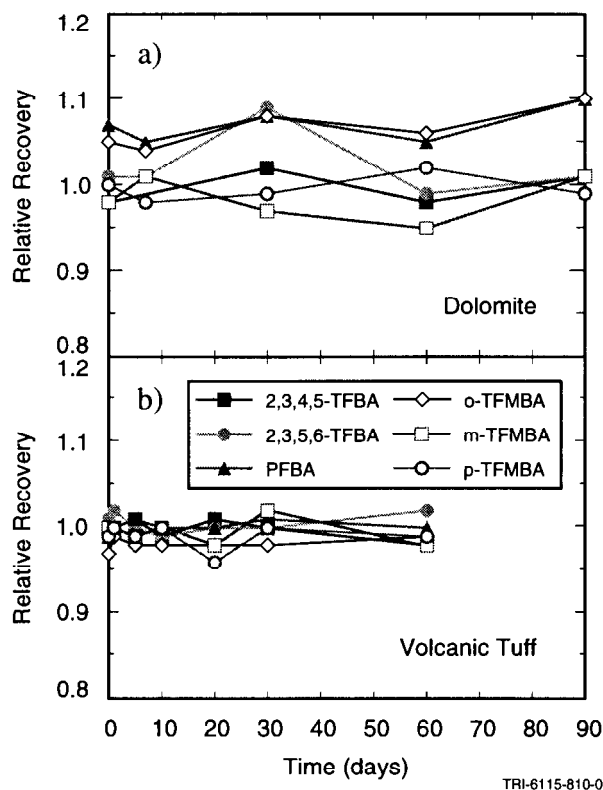 1.2
a)
1.1
1.0
0.9
0.8
Relative Recovery
Dolomite
1.2
b)
2,3,4,5-TFBA
o-TFMBA
2,3,5,6-TFBA
m-TFMBA
PFBA
p-TFMBA
1.1
1.0
0.9
0.8
Relative Recovery
Volcanic Tuff
0 10 20 30 40 50 60 70 80 90
Time (days)
TRI-6115-810-0